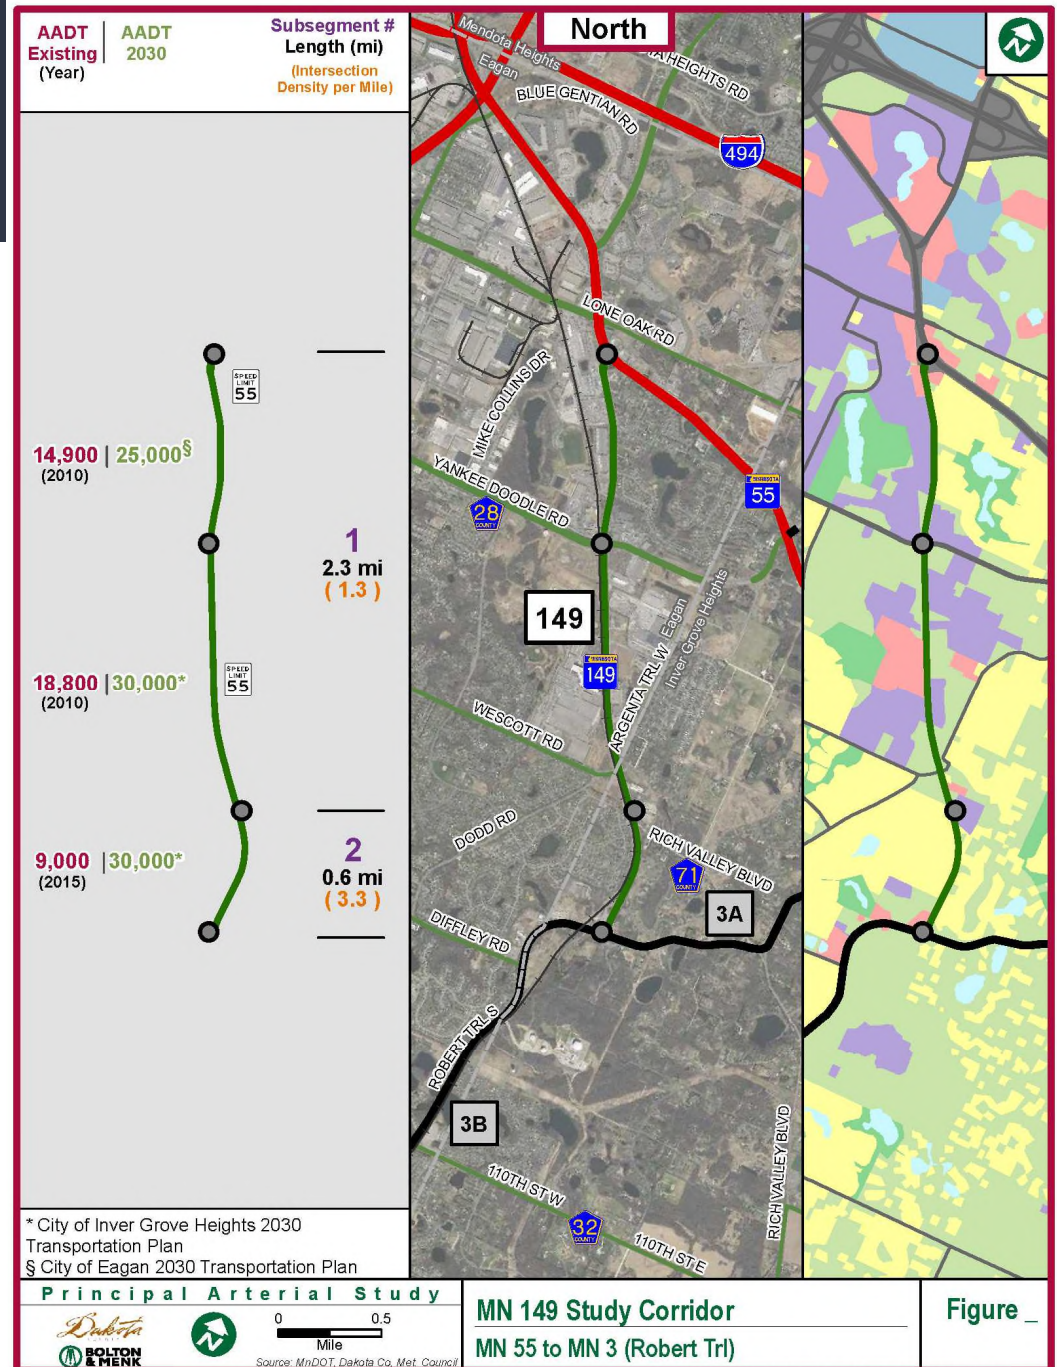 AADT
Existing
(Year)
AADT
2030
Subsegment #
Length (mi)
(Intersection
Density per Mile)
SPEED
LIMIT
55
14,900 | 25,000§
(2010)
1
2.3 mi
( 1.3 )
SPEED
LIMIT
55
18,800 | 30,000*
(2010)
9,000 | 30,000*
(2015)
2
0.6 mi
( 3.3 )
* City of Inver Grove Heights 2030
Transportation Plan
§ City of Eagan 2030 Transportation Plan
North
N
Mendota Heights
Eagan
HEIGHTS RD
BLUE GENTIAN RD
494
LONE OAK RD
MIKE COLLINS DR
YANKEE DOODLE RD
28
COUNTY
MINNESOTA
55
149
MINNESOTA
149
Eagan
Inver Grove Heights
ARGENTA TRL W
WESCOTT RD
DODD RD
RICH VALLEY BLVD
71
COUNTY
3A
DIFFLEY RD
ROBERT TRL S
3B
RICH VALLEY BLVD
110TH ST W
32
COUNTY
110TH ST E
Principal Arterial Study
Dakota
BOLTON
& MENK
N
0 0.5
Mile
Source: MnDOT, Dakota Co, Met. Council
MN 149 Study Corridor
MN 55 to MN 3 (Robert Trl)
Figure _